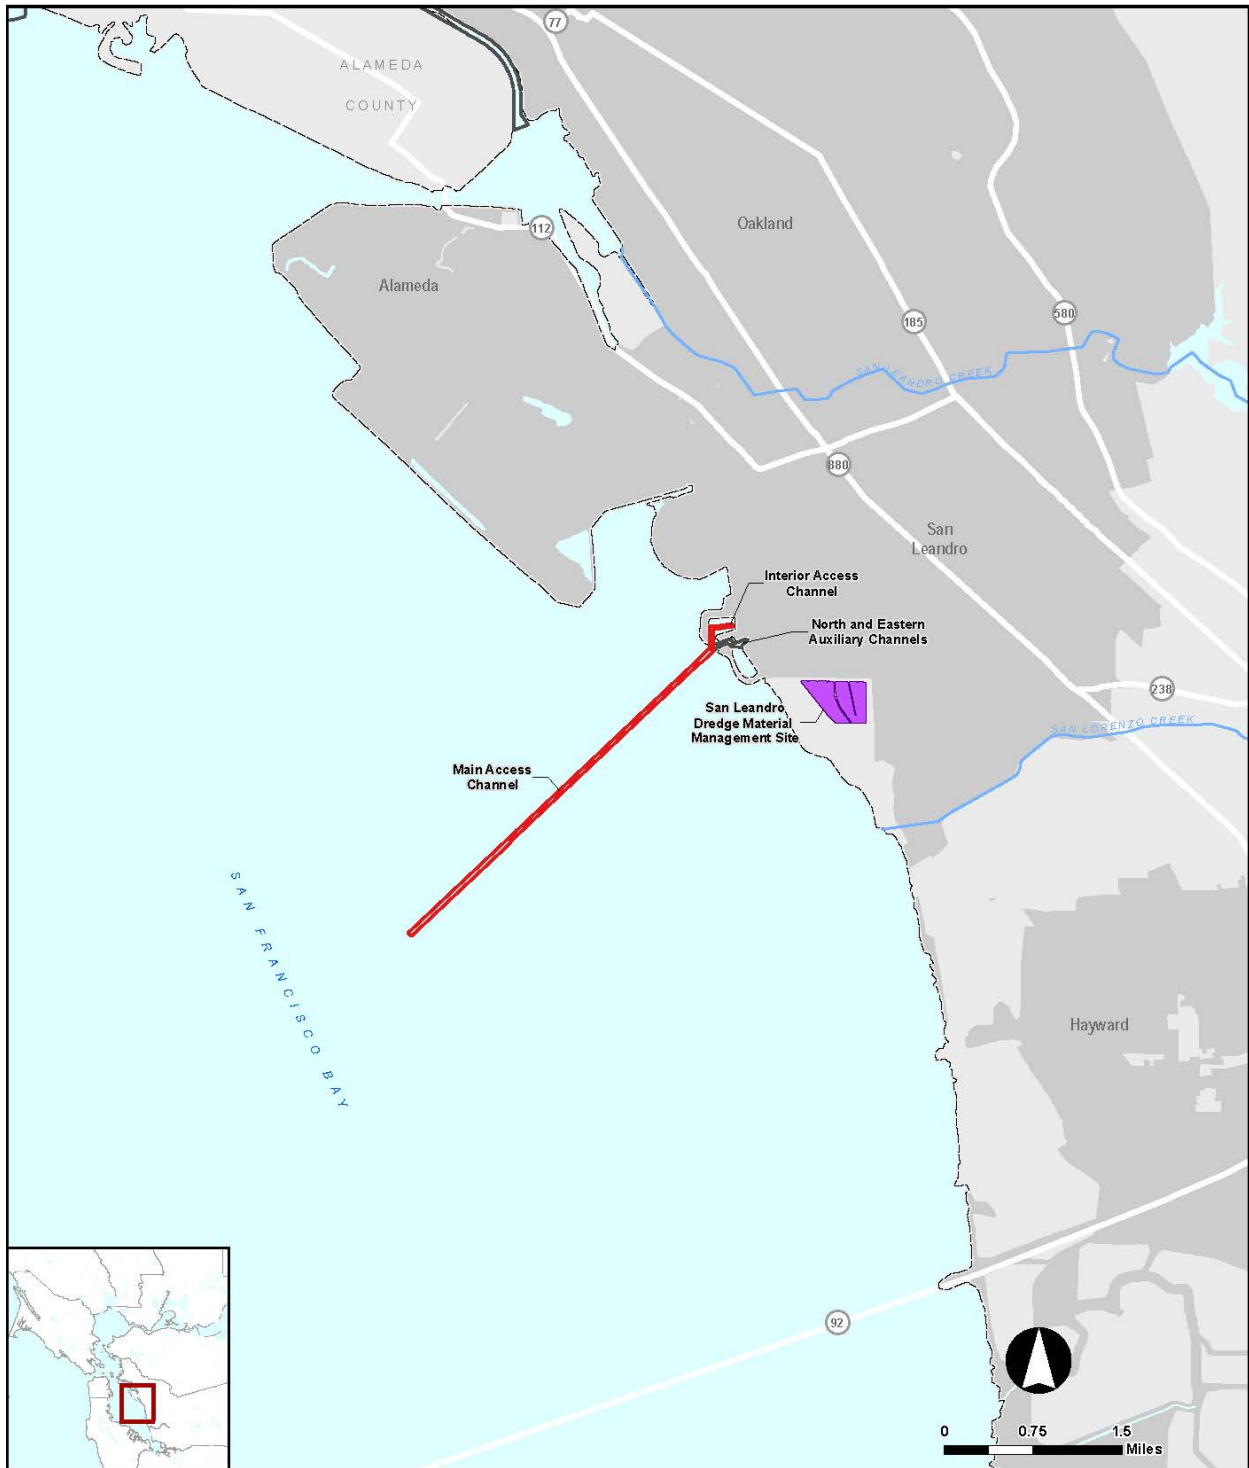 77
ALAMEDA
COUNTY
Oakland
112
Alameda
580
185
SAN LEANDRO CREEK
880
San
Leandro
Interior Access
Channel
North and Eastern
Auxiliary Channels
238
San Leandro
Dredge Material
Management Site
SAN LORENZO CREEK
Main Access
Channel
SAN FRANCISCO BAY
Hayward
92
0 0.75 1.5
Miles